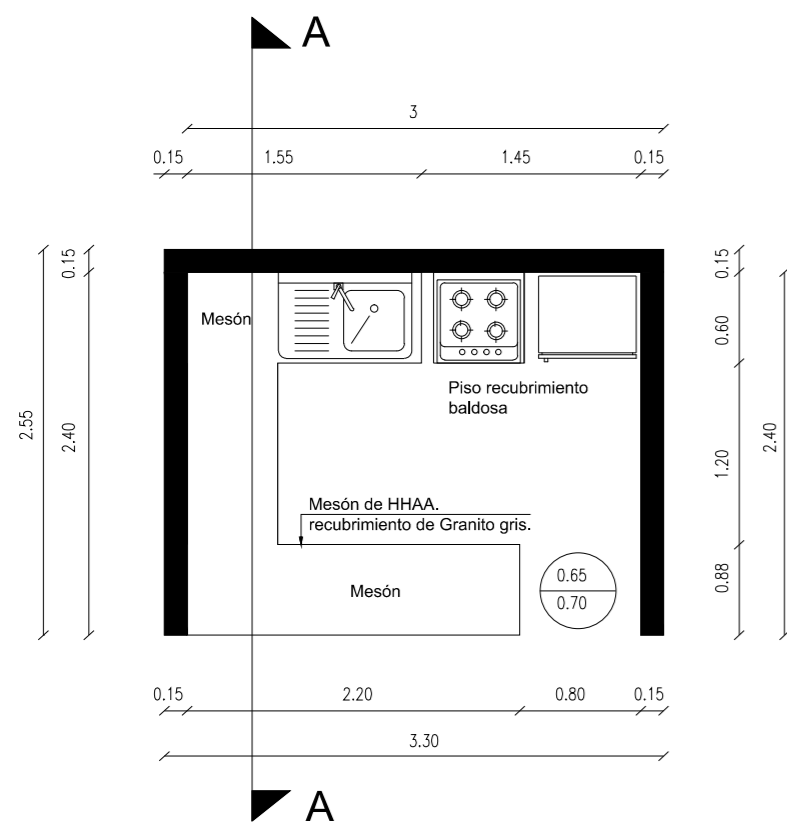 A
3
0.15 1.55 1.45 0.15
0.15
0.15
Mesón
0.60
Piso recubrimiento
baldosa
2.55
2.40
2.40
1.20
Mesón de HHAA.
recubrimiento de Granito gris.
0.88
0.65
0.70
Mesón
0.15 2.20 0.80 0.15
3.30
A